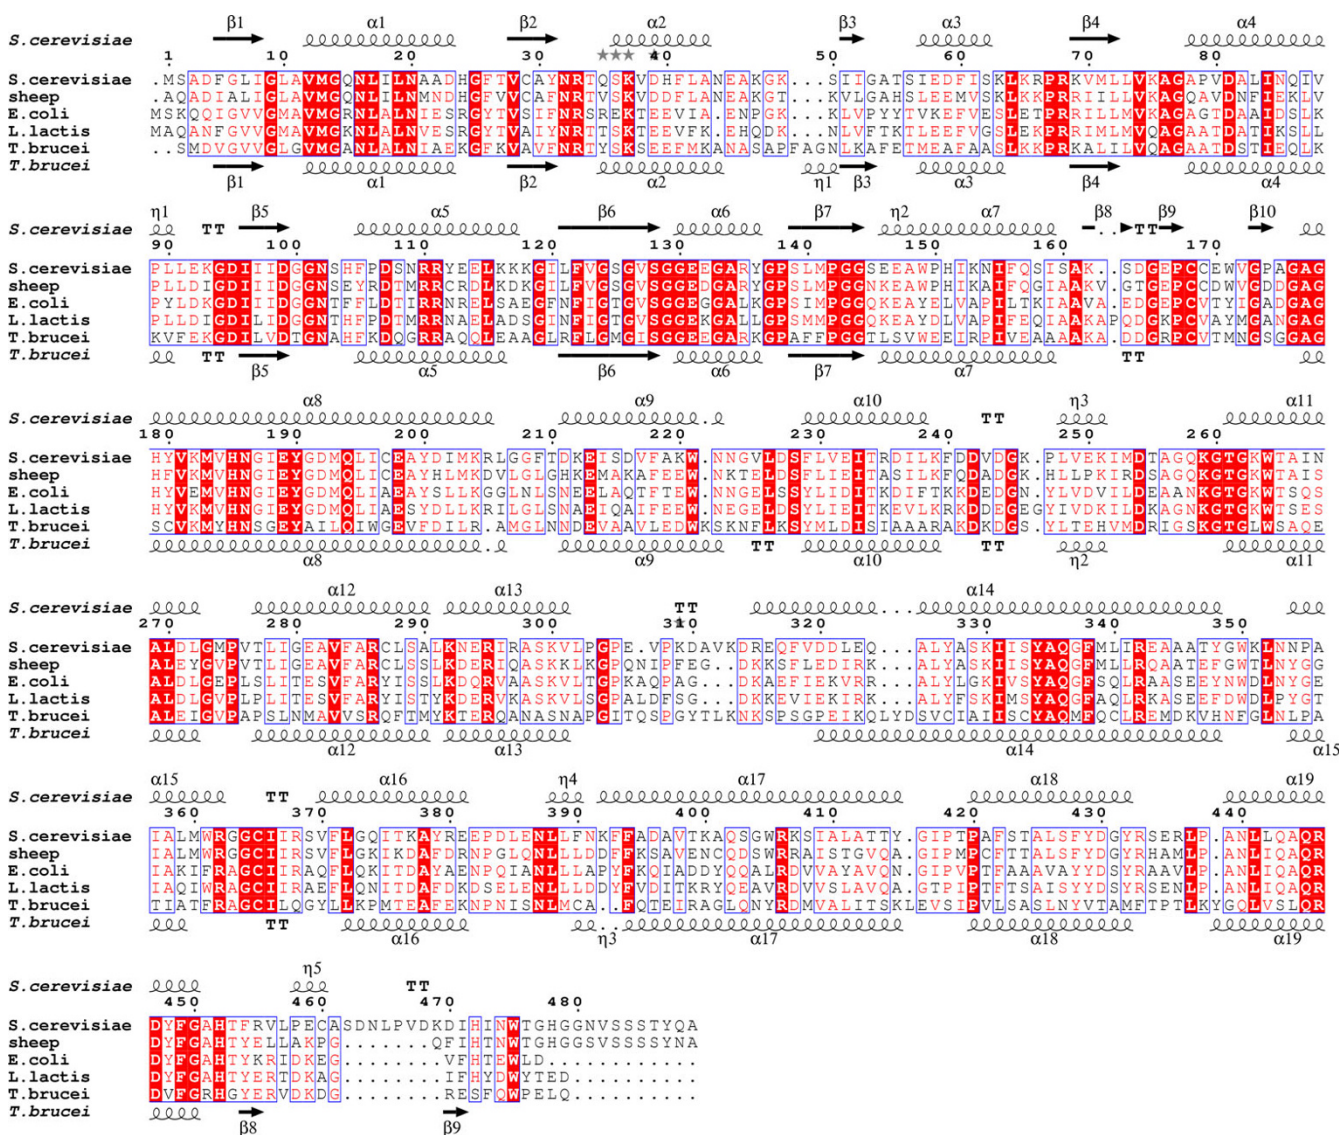 β1 α1 β2 α2 β3 α3 β4 α4
S.cerevisiae
1 10 20 30 40 50 60 70 80
S.cerevisiae .MSADFGLIGLAVMGQNLILNAADHGFTVCAYNRTQSKVDHFLANEAKGK...SIIGATSIEDFISKLKRPRKVMLLVKAGAPVDALINQIV
sheep .AQADIALIGLAVMGQNLILNMNDHGFVVCAFNRTVSKVDDFLANEAKGT...KVLGAHSLEEMVSKLKKPRRIILLVKAGQAVDNFIEKLV
E.coli MSKQQIGVVGMAVMGRNLALNIESRGYTVSIFNRSREKTEEVIA.ENPGK...KLVPYYTVKEFVESLETPRRILLMVKAGAGTDAAIDSLK
L.lactis MAQANFGVVGMAVMGKNLALNVESRGYTVAIYNRTTSKTEEVFK.EHQDK...NLVFTKTLEEFVGSLEKPRRIMLMVQAGAATDATIKSLL
T.brucei ..SMDVGVVGLGVMGANLALNIAEKGFKVAVFNRTYSKSEEFMKANASAPFAGNLKAFETMEAFAASLKKPRKALILVQAGAATDSTIEQLK
T.brucei
β1 α1 β2 α2 η1 β3 α3 β4 α4
η1 TT β5 α5 β6 α6 β7 η2 α7 β8 TT β9 β10
S.cerevisiae
90 100 110 120 130 140 150 160 170
S.cerevisiae PLLEKGDIIIDGGNSHFPDSNRRYEELKKKGILFVGSGVSGGEEGARYGPSLMPGGSEEAWPHIKNIFQSISAK..SDGEPCCEWVGPAGAG
sheep PLLDIGDIIIDGGNSEYRDTMRRCRDLKDKGILFVGSGVSGGEDGARYGPSLMPGGNKEAWPHIKAIFQGIAAKV.GTGEPCCDWVGDDGAG
E.coli PYLDKGDIIIDGGNTFFLDTIRRNRELSAEGFNFIGTGVSGGEEGALKGPSIMPGGQKEAYELVAPILTKIAAVA.EDGEPCVTYIGADGAG
L.lactis PLLDIGDILIDGGNTHFPDTMRRNAELADSGINFIGTGVSGGEKGALLGPSMMPGGQKEAYDLVAPIFEQIAAKAPQDGKPCVAYMGANGAG
T.brucei KVFEKGDILVDTGNAHFKDQGRRAQQLEAAGLRFLGMGISGGEEGARKGPAFFPGGTLSVWEEIRPIVEAAAAKA.DDGRPCVTMNGSGGAG
T.brucei
TT β5 α5 β6 α6 β7 α7 TT
α8 α9 α10 TT η3 α11
S.cerevisiae
180 190 200 210 220 230 240 250 260
S.cerevisiae HYVKMVHNGIEYGDMQLICEAYDIMKRLGGFTDKEISDVFAKW.NNGVLDSFLVEITRDILKFDDVDGK.PLVEKIMDTAGQKGTGKWTAIN
sheep HFVKMVHNGIEYGDMQLICEAYHLMKDVLGLGHKEMAKAFEEW.NKTELDSFLIEITASILKFQDADGK.HLLPKIRDSAGQKGTGKWTAIS
E.coli HYVEMVHNGIEYGDMQLIAEAYSLLKGGLNLSNEELAQTFTEW.NNGELSSYLIDITKDIFTKKDEDGN.YLVDVILDEAANKGTGKWTSQS
L.lactis HYVKMVHNGIEYGDMQLIAESYDLLKRILGLSNAEIQAIFEEW.NEGELDSYLIEITKEVLKRKDDEGEGYIVDKILDKAGNKGTGKWTSES
T.brucei SCVKMYHNSGEYAILQIWGEVFDILR.AMGLNNDEVAAVLEDWKSKNFLKSYMLDISIAAARAKDKDGS.YLTEHVMDRIGSKGTGLWSAQE
T.brucei
α8 α9 TT α10 TT η2 α11
α12 α13 TT α14
S.cerevisiae
270 280 290 300 310 320 330 340 350
S.cerevisiae ALDLGMPVTLIGEAVFARCLSALKNERIRASKVLPGPE.VPKDAVKDREQFVDDLEQ...ALYASKIISYAQGFMLIREAAATYGWKLNNPA
sheep ALEYGVPVTLIGEAVFARCLSSLKDERIQASKKLKGPQNIPFEG..DKKSFLEDIRK...ALYASKIISYAQGFMLLRQAATEFGWTLNYGG
E.coli ALDLGEPLSLITESVFARYISSLKDQRVAASKVLTGPKAQPAG...DKAEFIEKVRR...ALYLGKIVSYAQGFSQLRAASEEYNWDLNYGE
L.lactis ALDLGVPLPLITESVFARYISTYKDERVKASKVLSGPALDFSG...DKKEVIEKIRK...ALYFSKIMSYAQGFAQLRKASEEFDWDLPYGT
T.brucei ALEIGVPAPSLNMAVVSRQFTMYKTERQANASNAPGITQSPGYTLKNKSPSGPEIKQLYDSVCIAIISCYAQMFQCLREMDKVHNFGLNLPA
T.brucei
α12 α13 α14 α15
α15 TT α16 η4 α17 α18 α19
S.cerevisiae
360 370 380 390 400 410 420 430 440
S.cerevisiae IALMWRGGCIIRSVFLGQITKAYREEPDLENLLFNKFFADAVTKAQSGWRKSIALATTY.GIPTPAFSTALSFYDGYRSERLP.ANLLQAQR
sheep IALMWRGGCIIRSVFLGKIKDAFDRNPGLQNLLLDDFFKSAVENCQDSWRRAISTGVQA.GIPMPCFTTALSFYDGYRHAMLP.ANLIQAQR
E.coli IAKIFRAGCIIRAQFLQKITDAYAENPQIANLLLAPYFKQIADDYQQALRDVVAYAVQN.GIPVPTFAAAVAYYDSYRAAVLP.ANLIQAQR
L.lactis IAQIWRAGCIIRAEFLQNITDAFDKDSELENLLLDDYFVDITKRYQEAVRDVVSLAVQA.GTPIPTFTSAISYYDSYRSENLP.ANLIQAQR
T.brucei TIATFRAGCILQGYLLKPMTEAFEKNPNISNLMCA..FQTEIRAGLQNYRDMVALITSKLEVSIPVLSASLNYVTAMFTPTLKYGQLVSLQR
T.brucei
TT α16 η3 α17 α18 α19
η5 TT
S.cerevisiae
450 460 470 480
S.cerevisiae DYFGAHTFRVLPECASDNLPVDKDIHINWTGHGGNVSSSTYQA
sheep DYFGAHTYELLAKPG.......QFIHTNWTGHGGSVSSSSYNA
E.coli DYFGAHTYKRIDKEG.......VFHTEWLD...........
L.lactis DYFGAHTYERTDKAG.......IFHYDWYTED.........
T.brucei DVFGRHGYERVDKDG.......RESFQWPELQ.........
T.brucei
β8 β9